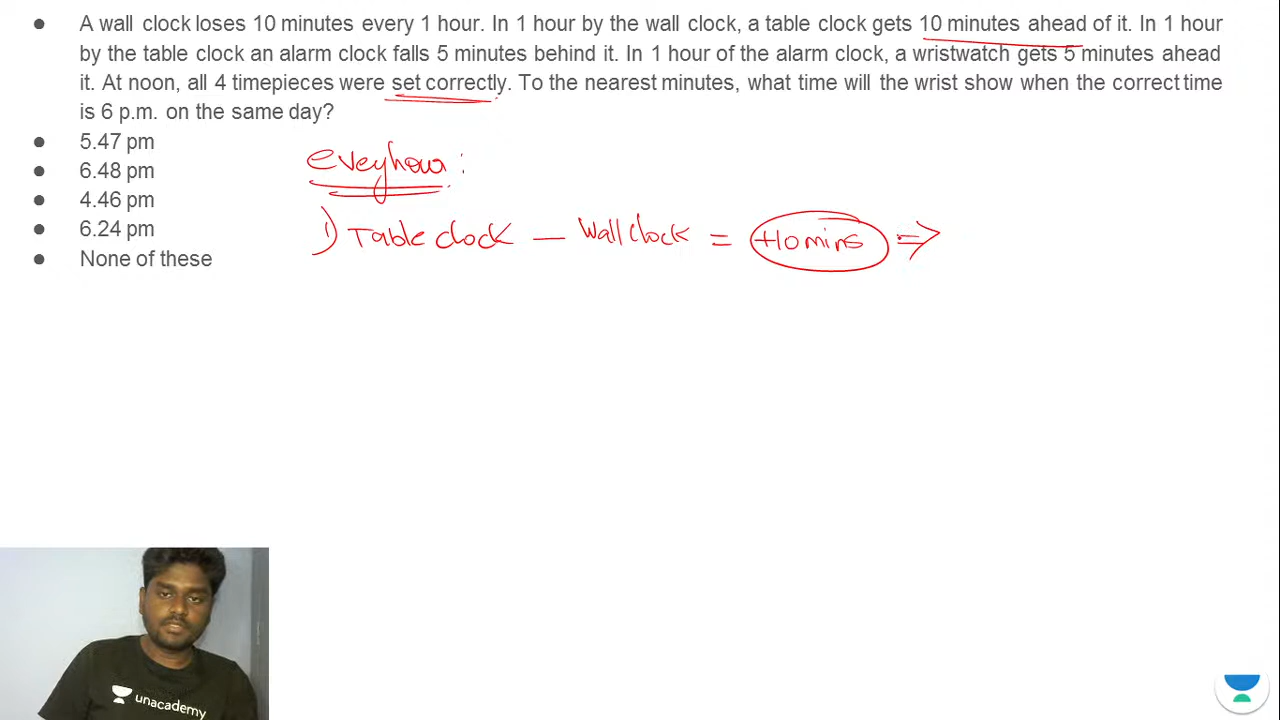 ● A wall clock loses 10 minutes every 1 hour. In 1 hour by the wall clock, a table clock gets 10 minutes ahead of it. In 1 hour
by the table clock an alarm clock falls 5 minutes behind it. In 1 hour of the alarm clock, a wristwatch gets 5 minutes ahead
it. At noon, all 4 timepieces were set correctly. To the nearest minutes, what time will the wrist show when the correct time
is 6 p.m. on the same day?
● 5.47 pm
● 6.48 pm
● 4.46 pm
● 6.24 pm
● None of these
eveyhour :
1) Table clock — Wall clock = +10 mins ⇒
unacademy